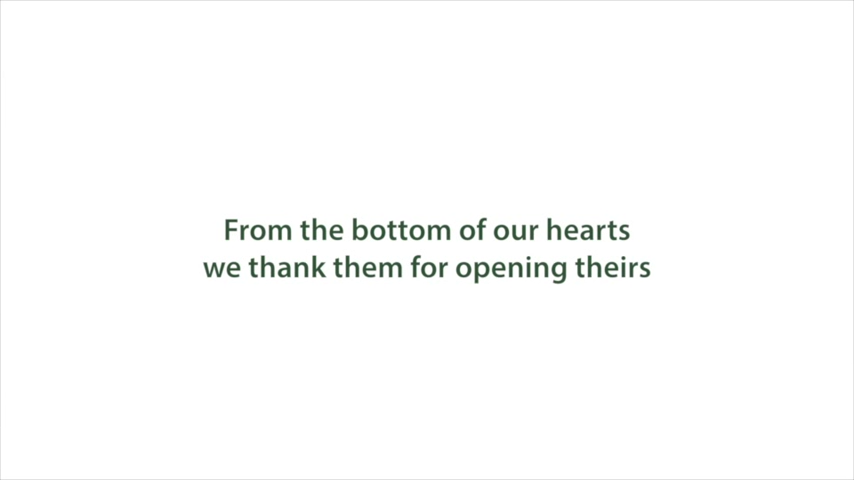 From the bottom of our hearts
we thank them for opening theirs